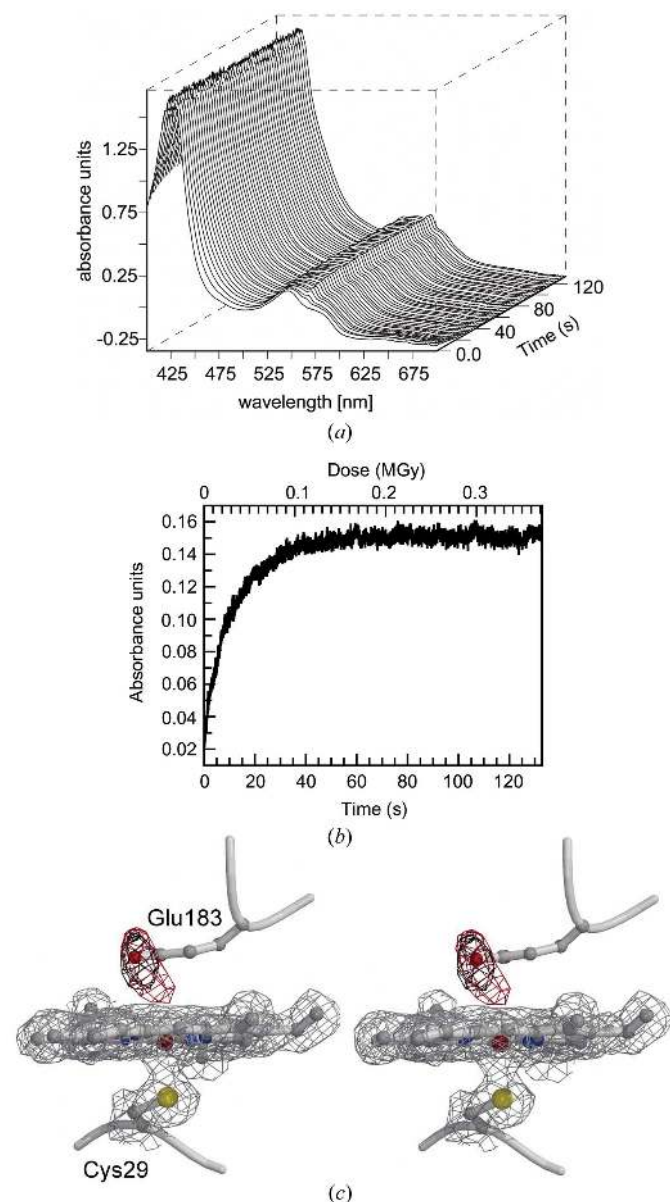 absorbance units
1.25
0.75
0.25
-0.25
425 475 525 575 625 675
wavelength [nm]
0.0 40 80 120
Time (s)
(a)
Dose (MGy)
0 0.1 0.2 0.3
Absorbance units
0.16
0.14
0.12
0.10
0.08
0.06
0.04
0.02
0 20 40 60 80 100 120
Time (s)
(b)
Glu183
Cys29
(c)